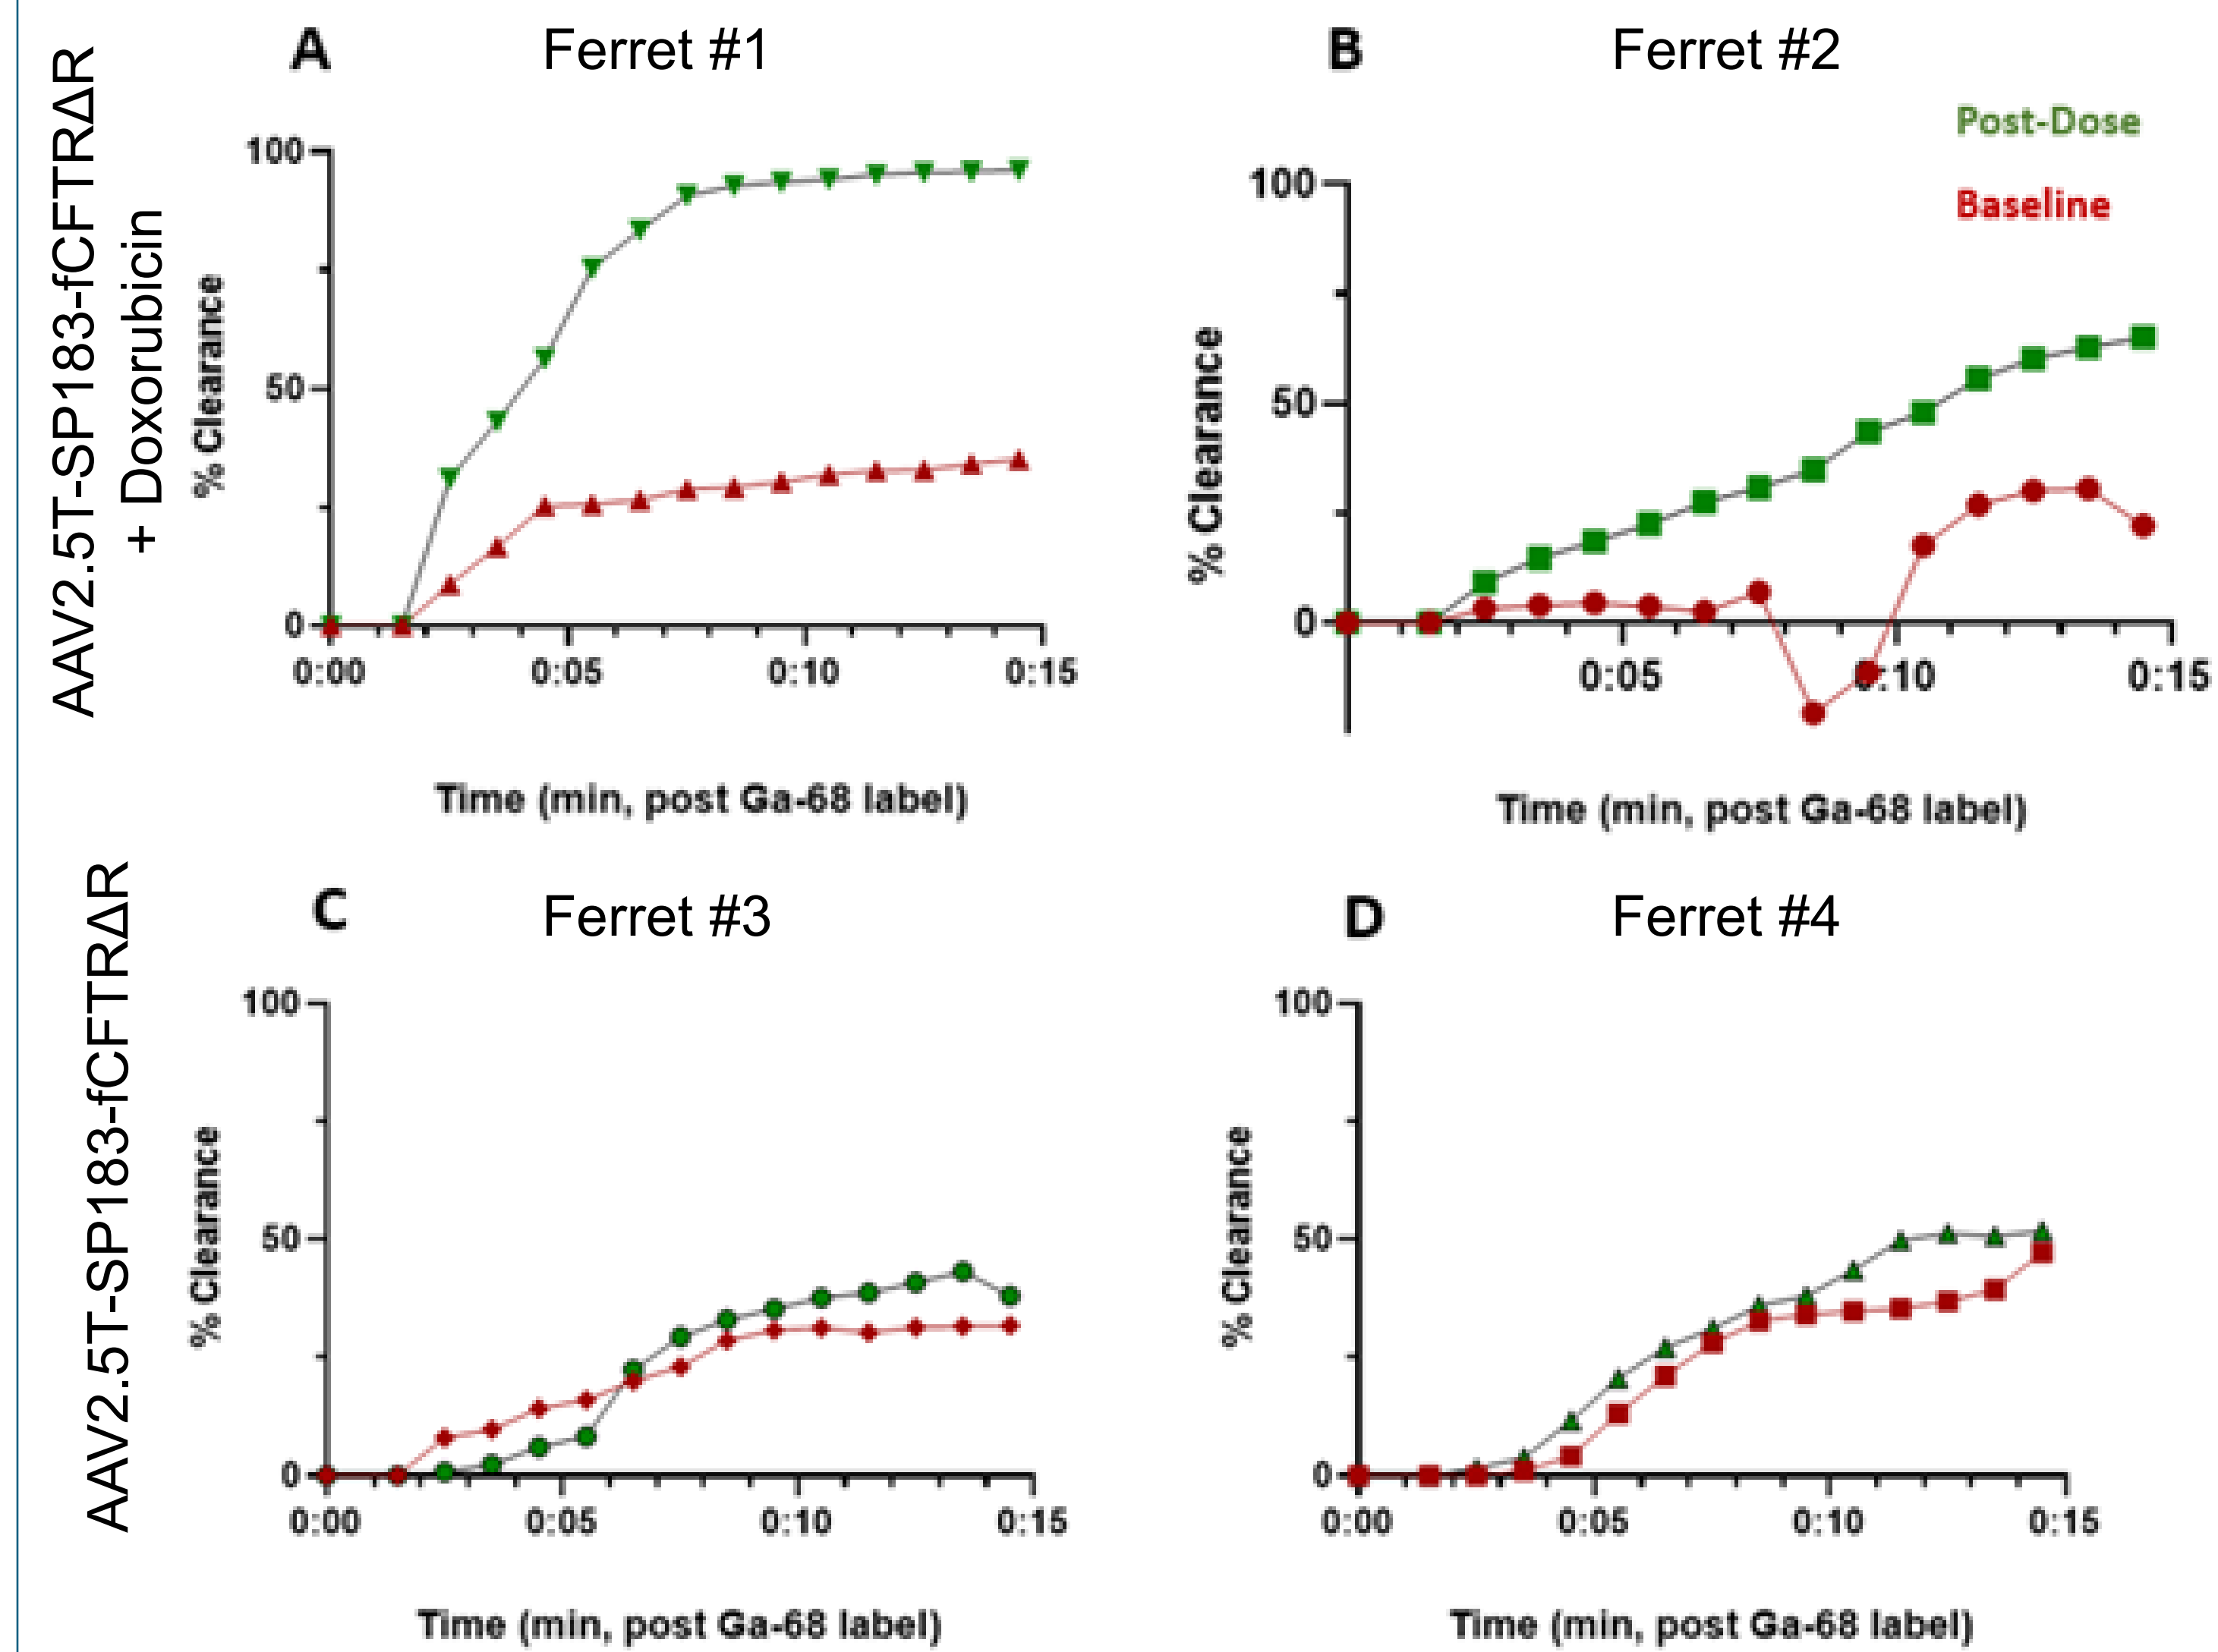 AAV2.5T-SP183-fCFTRΔR
+ Doxorubicin
A
Ferret #1
100
50
0
% Clearance
0:00
0:05
0:10
0:15
Time (min, post Ga-68 label)
B
Ferret #2
Post-Dose
Baseline
100
50
0
% Clearance
0:05
0:10
0:15
Time (min, post Ga-68 label)
AAV2.5T-SP183-fCFTRΔR
C
Ferret #3
100
50
0
% Clearance
0:00
0:05
0:10
0:15
Time (min, post Ga-68 label)
D
Ferret #4
100
50
0
% Clearance
0:00
0:05
0:10
0:15
Time (min, post Ga-68 label)